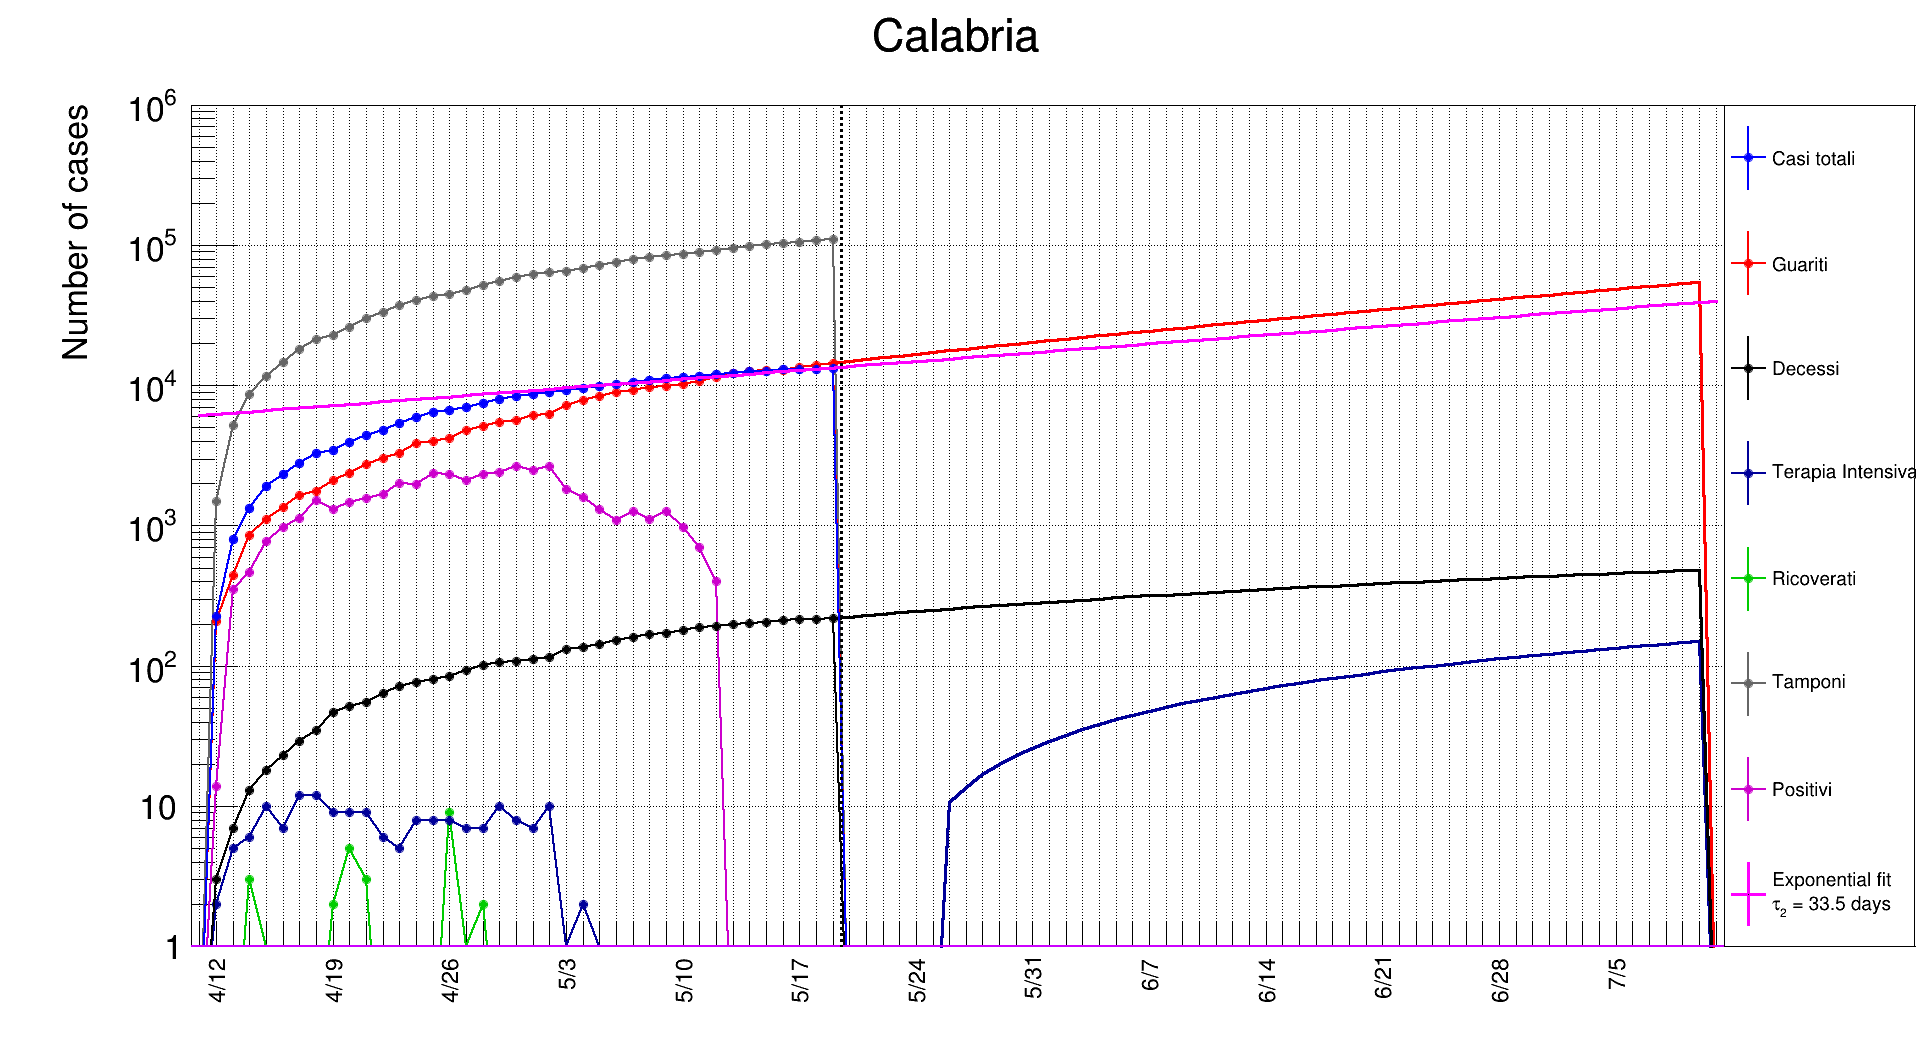 Calabria
Number of cases
10^6
10^5
10^4
10^3
10^2
10
1
4/12
4/19
4/26
5/3
5/10
5/17
5/24
5/31
6/7
6/14
6/21
6/28
7/5
Casi totali
Guariti
Decessi
Terapia Intensiva
Ricoverati
Tamponi
Positivi
Exponential fit
τ₂ = 33.5 days